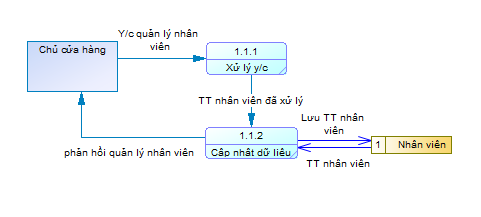 Y/c quản lý nhân
viên
Chủ cửa hàng
1.1.1
Xử lý y/c
TT nhân viên đã xử lý
Lưu TT nhân
viên
1.1.2
Cập nhật dữ liệu
1 Nhân viên
phản hồi quản lý nhân viên
TT nhân viên